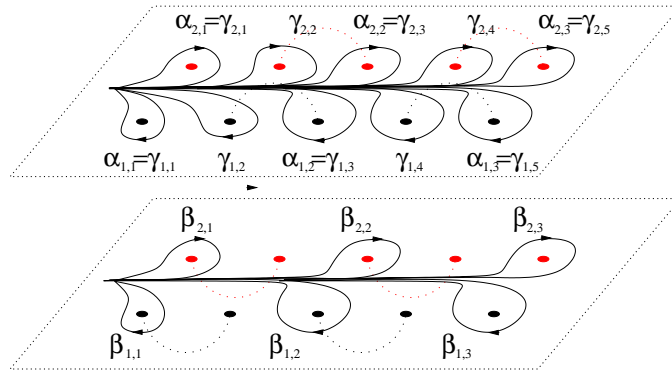 α2,1=γ2,1 γ2,2 α2,2=γ2,3 γ2,4 α2,3=γ2,5
α1,1=γ1,1 γ1,2 α1,2=γ1,3 γ1,4 α1,3=γ1,5
β2,1 β2,2 β2,3
β1,1 β1,2 β1,3